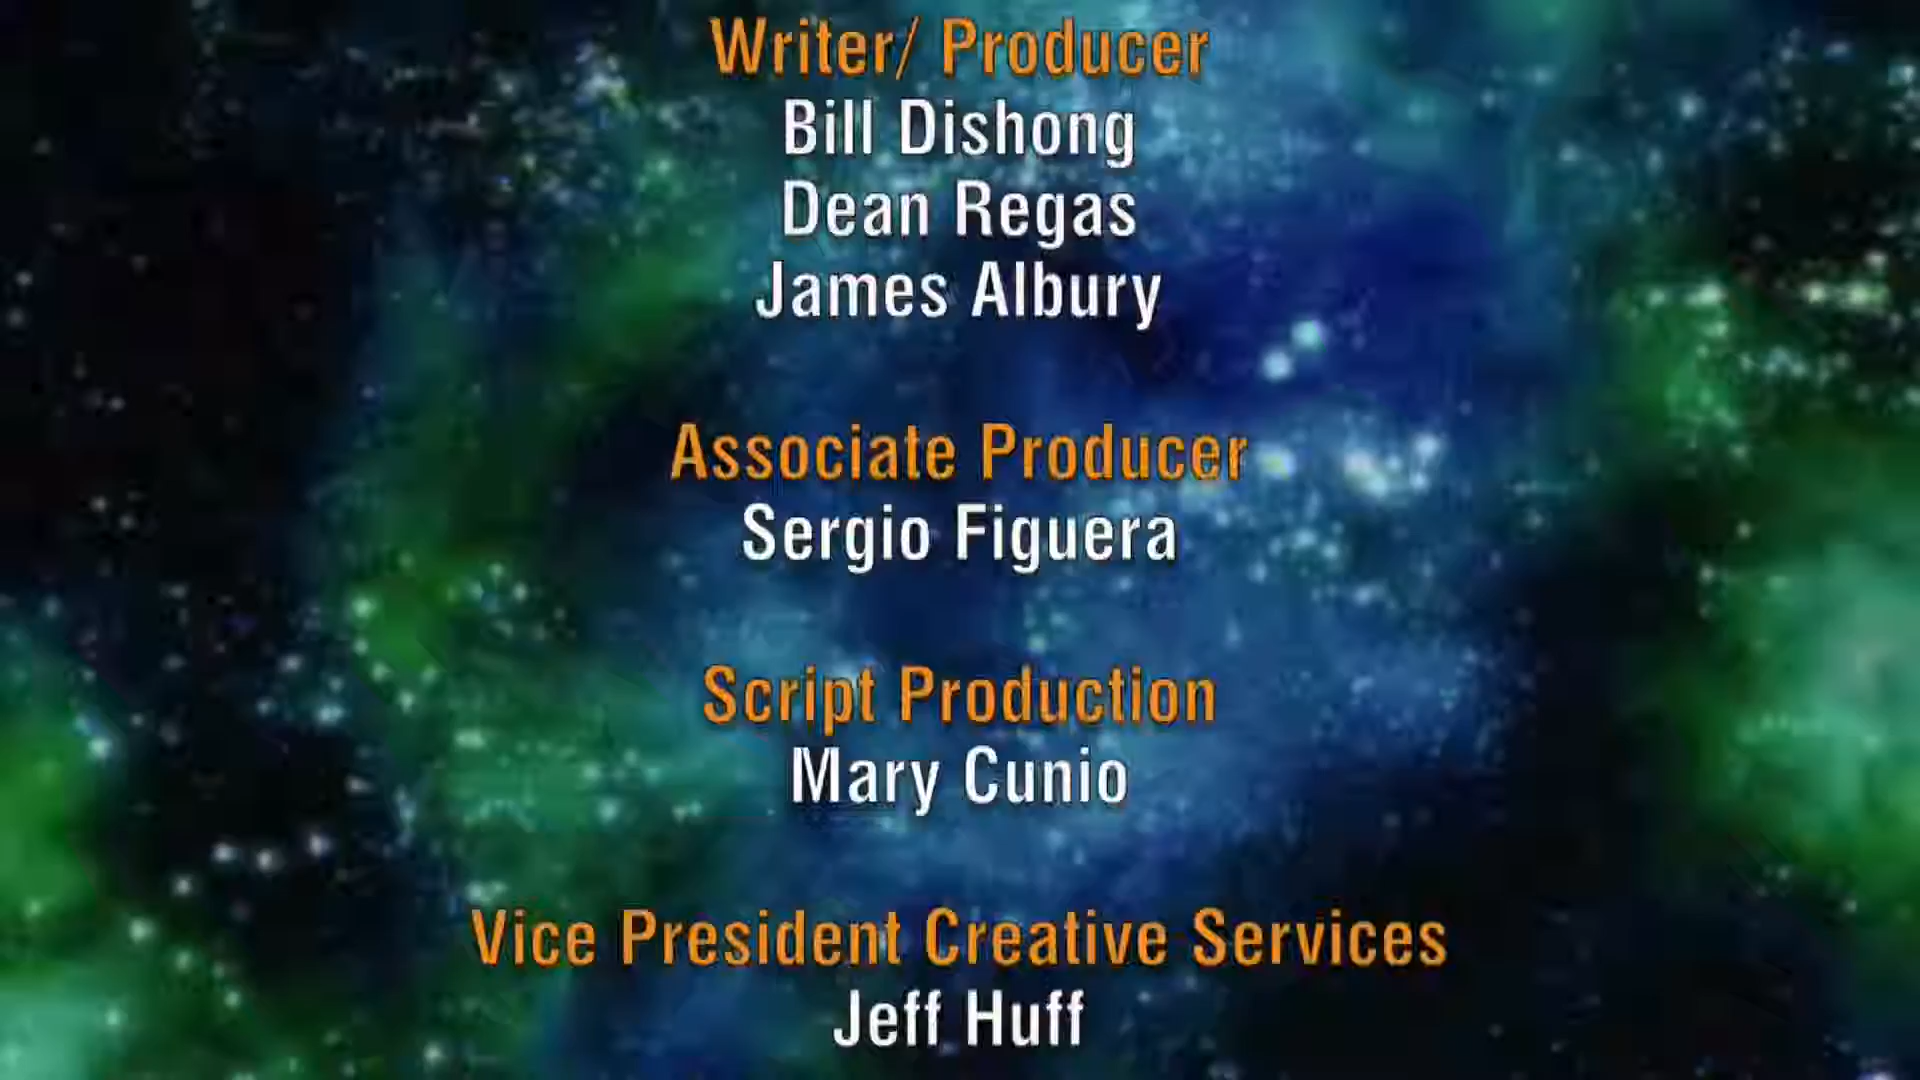 Writer/ Producer
Bill Dishong
Dean Regas
James Albury
Associate Producer
Sergio Figuera
Script Production
Mary Cunio
Vice President Creative Services
Jeff Huff